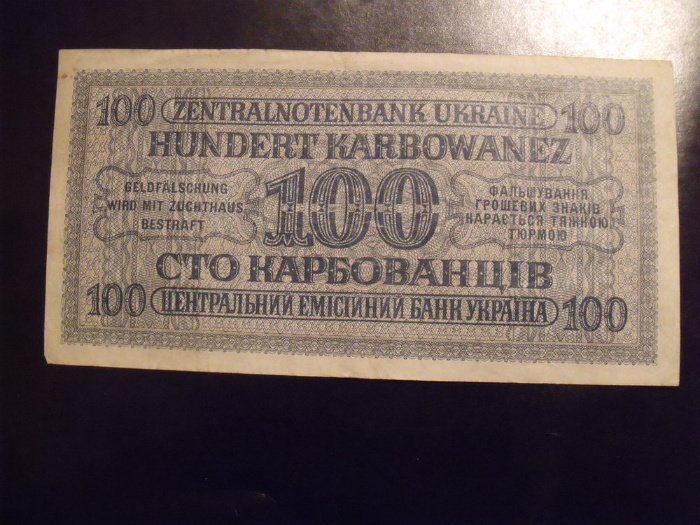 100 ZENTRALNOTENBANK UKRAINE 100
HUNDERT KARBOWANEZ
GELDFÄLSCHUNG
WIRD MIT ZUCHTHAUS
BESTRAFT
100
ФАЛЬШУВАННЯ
ГРОШЕВИХ ЗНАКІВ
КАРАЄТЬСЯ ТЯЖКОЮ
ТЮРМОЮ
СТО КАРБОВАНЦІВ
100 ЦЕНТРАЛЬНИЙ ЕМІСІЙНИЙ БАНК УКРАЇНА 100